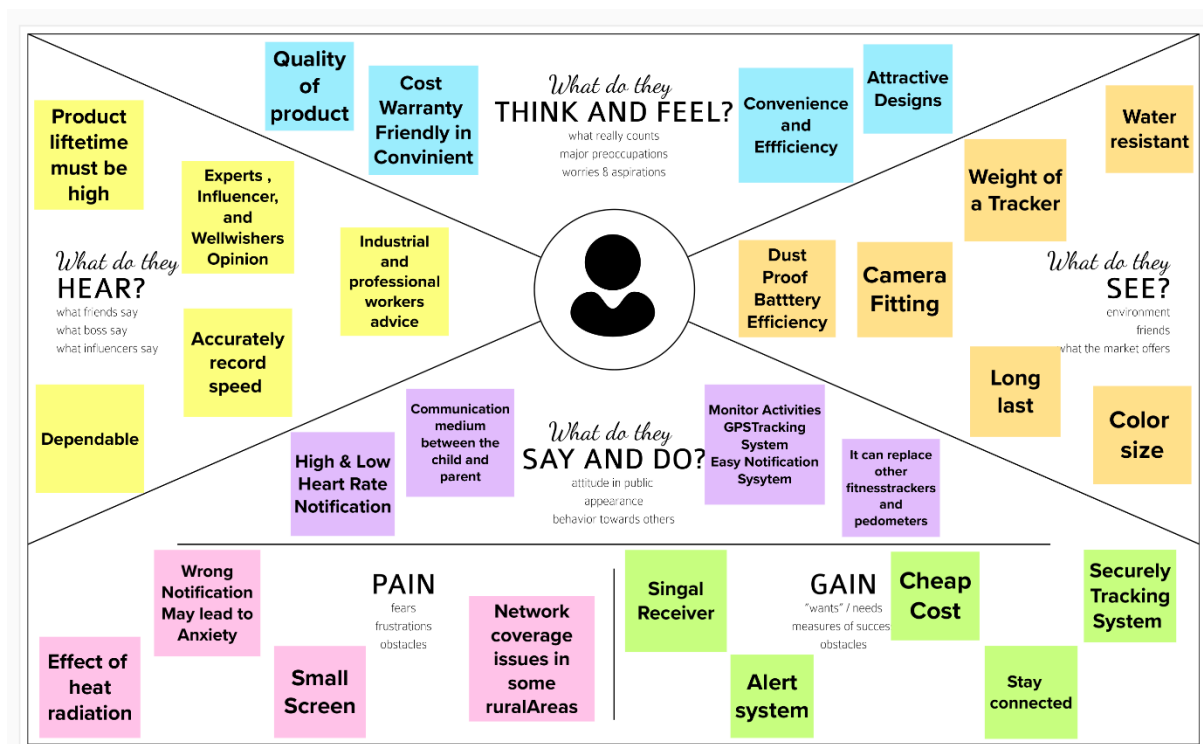 Quality
of
product
Cost
Warranty
Friendly in
Convinient
What do they
THINK AND FEEL?
what really counts
major preoccupations
worries & aspirations
Convenience
and
Effficiency
Attractive
Designs
Product
liftetime
must be
high
Experts ,
Influencer,
and
Wellwishers
Opinion
Industrial
and
professional
workers
advice
What do they
HEAR?
what friends say
what boss say
what influencers say
Accurately
record
speed
Dependable
Water
resistant
Weight of
a Tracker
Dust
Proof
Batttery
Efficiency
Camera
Fitting
What do they
SEE?
environment
friends
what the market offers
Long
last
Color
size
Communication
medium
between the
child and
parent
High & Low
Heart Rate
Notification
What do they
SAY AND DO?
attitude in public
appearance
behavior towards others
Monitor Activities
GPSTracking
System
Easy Notification
Sysytem
It can replace
other
fitnesstrackers
and
pedometers
Wrong
Notification
May lead to
Anxiety
PAIN
fears
frustrations
obstacles
Effect of
heat
radiation
Small
Screen
Network
coverage
issues in
some
ruralAreas
Singal
Receiver
GAIN
"wants" / needs
measures of succes
obstacles
Cheap
Cost
Securely
Tracking
System
Alert
system
Stay
connected